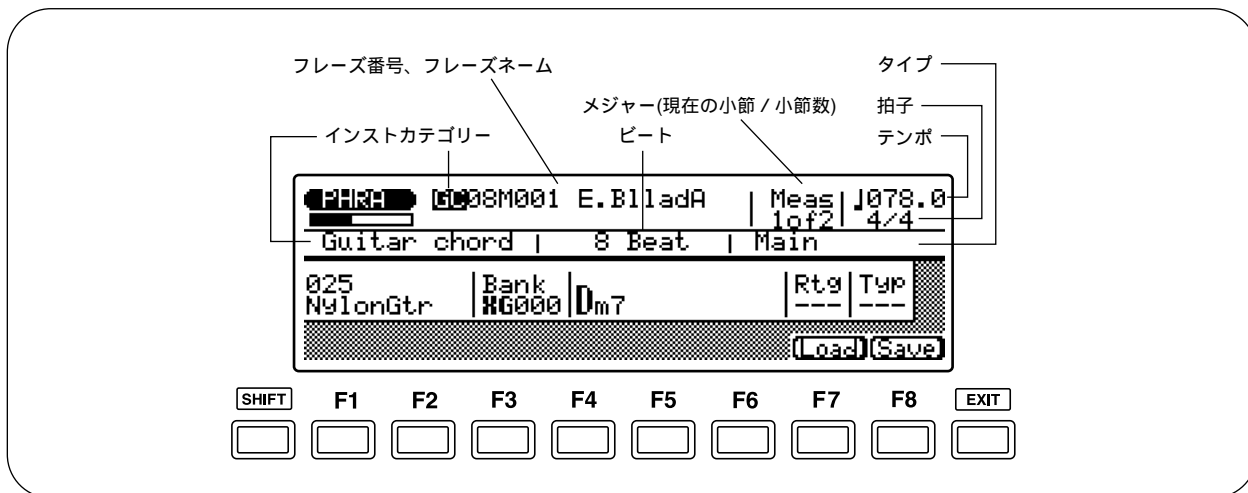 フレーズ番号、フレーズネーム
タイプ
メジャー(現在の小節 / 小節数)
拍子
インストカテゴリー
ビート
テンポ
PHRA GC08M001 E.BlladA Meas ♩078.0
1of2 4/4
Guitar chord 8 Beat Main
025 Bank Dm7 Rtg Typ
NylonGtr XG000 --- ---
Load Save
SHIFT F1 F2 F3 F4 F5 F6 F7 F8 EXIT